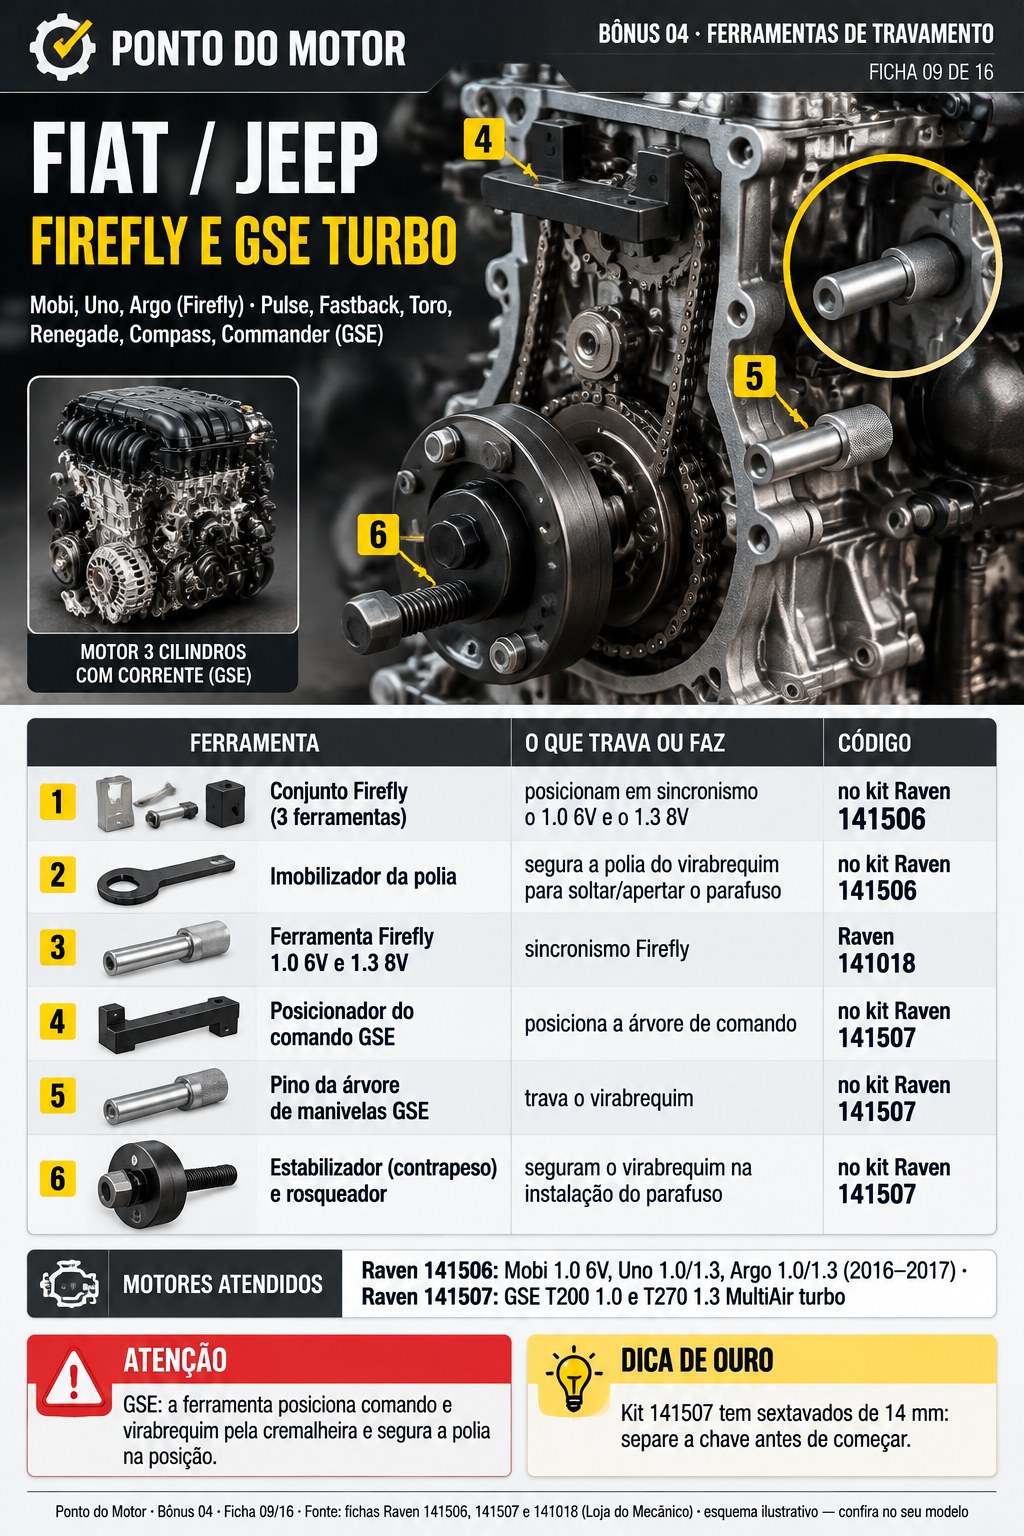 PONTO DO MOTOR
BÔNUS 04 · FERRAMENTAS DE TRAVAMENTO
FICHA 09 DE 16
FIAT / JEEP
FIREFLY E GSE TURBO
Mobi, Uno, Argo (Firefly) · Pulse, Fastback, Toro,
Renegade, Compass, Commander (GSE)
4
5
6
MOTOR 3 CILINDROS
COM CORRENTE (GSE)
FERRAMENTA
O QUE TRAVA OU FAZ
CÓDIGO
1
Conjunto Firefly
(3 ferramentas)
posicionam em sincronismo
o 1.0 6V e o 1.3 8V
no kit Raven
141506
2
Imobilizador da polia
segura a polia do virabrequim
para soltar/apertar o parafuso
no kit Raven
141506
3
Ferramenta Firefly
1.0 6V e 1.3 8V
sincronismo Firefly
Raven
141018
4
Posicionador do
comando GSE
posiciona a árvore de comando
no kit Raven
141507
5
Pino da árvore
de manivelas GSE
trava o virabrequim
no kit Raven
141507
6
Estabilizador (contrapeso)
e rosqueador
seguram o virabrequim na
instalação do parafuso
no kit Raven
141507
MOTORES ATENDIDOS
Raven 141506: Mobi 1.0 6V, Uno 1.0/1.3, Argo 1.0/1.3 (2016–2017) ·
Raven 141507: GSE T200 1.0 e T270 1.3 MultiAir turbo
ATENÇÃO
GSE: a ferramenta posiciona comando e
virabrequim pela cremalheira e segura a polia
na posição.
DICA DE OURO
Kit 141507 tem sextavados de 14 mm:
separe a chave antes de começar.
Ponto do Motor · Bônus 04 · Ficha 09/16 · Fonte: fichas Raven 141506, 141507 e 141018 (Loja do Mecânico) · esquema ilustrativo — confira no seu modelo